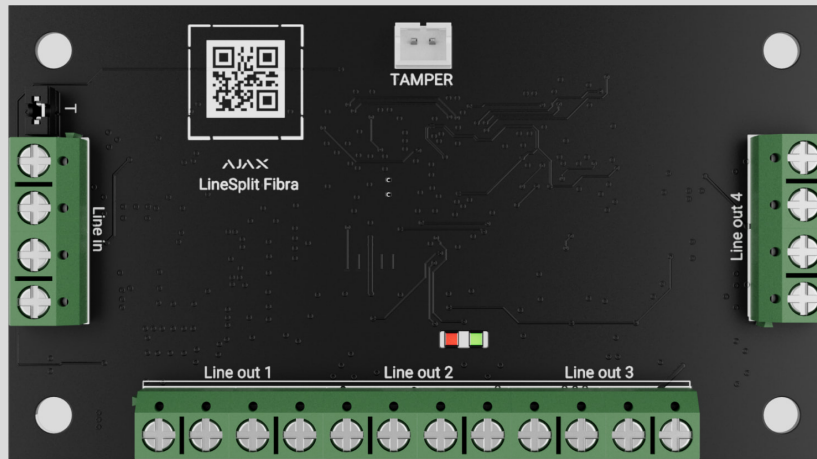 TAMPER
T
AJAX
LineSplit Fibra
Line in
Line out 4
Line out 1
Line out 2
Line out 3